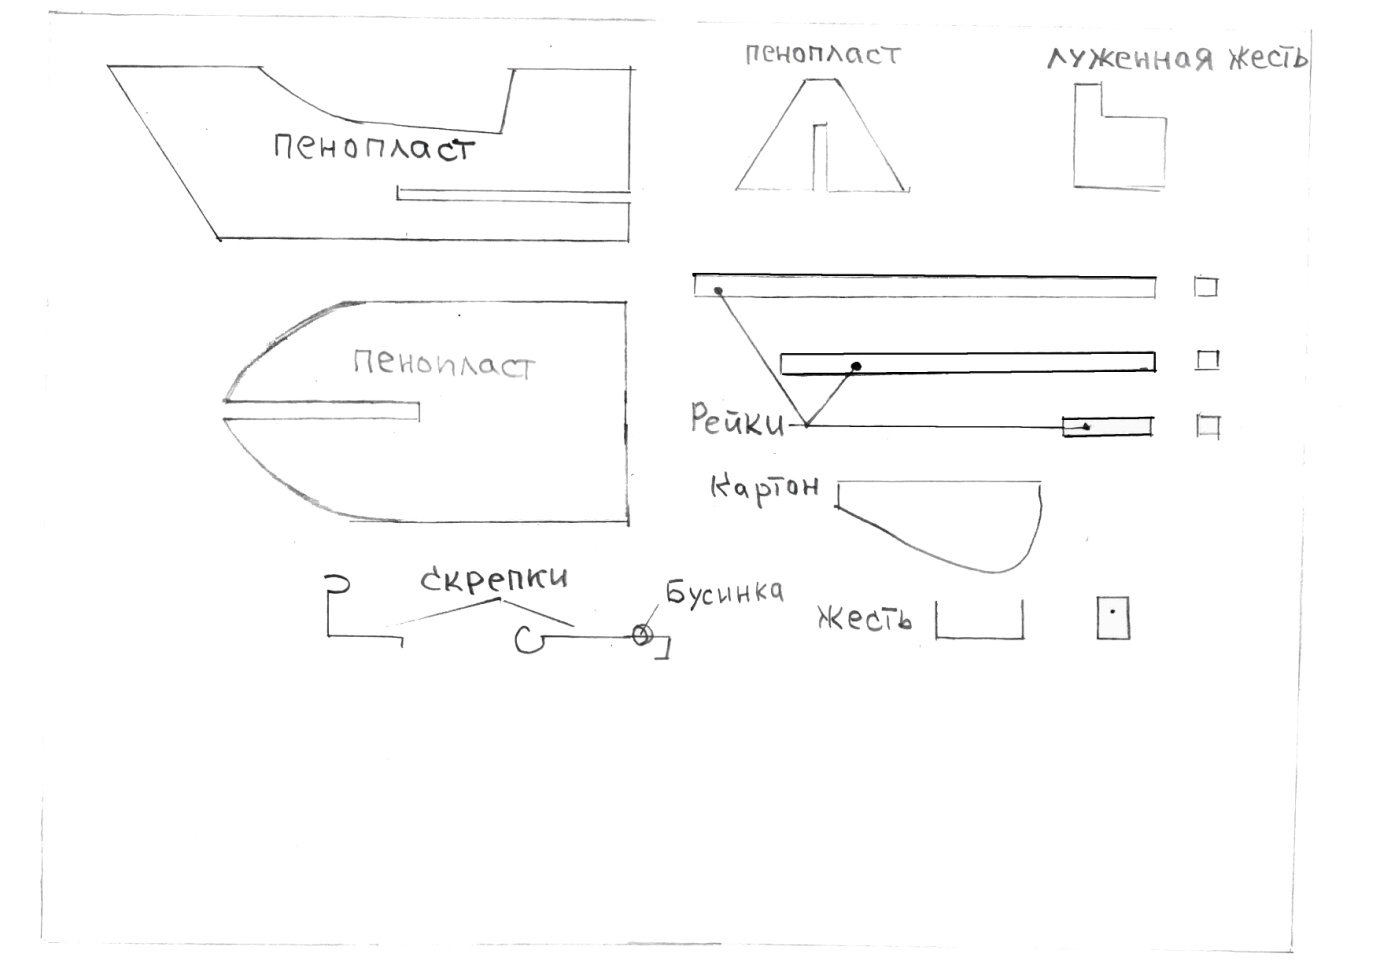 пенопласт
луженная жесть
пенопласт
пенопласт
Рейки
Картон
скрепки
Бусинка
жесть